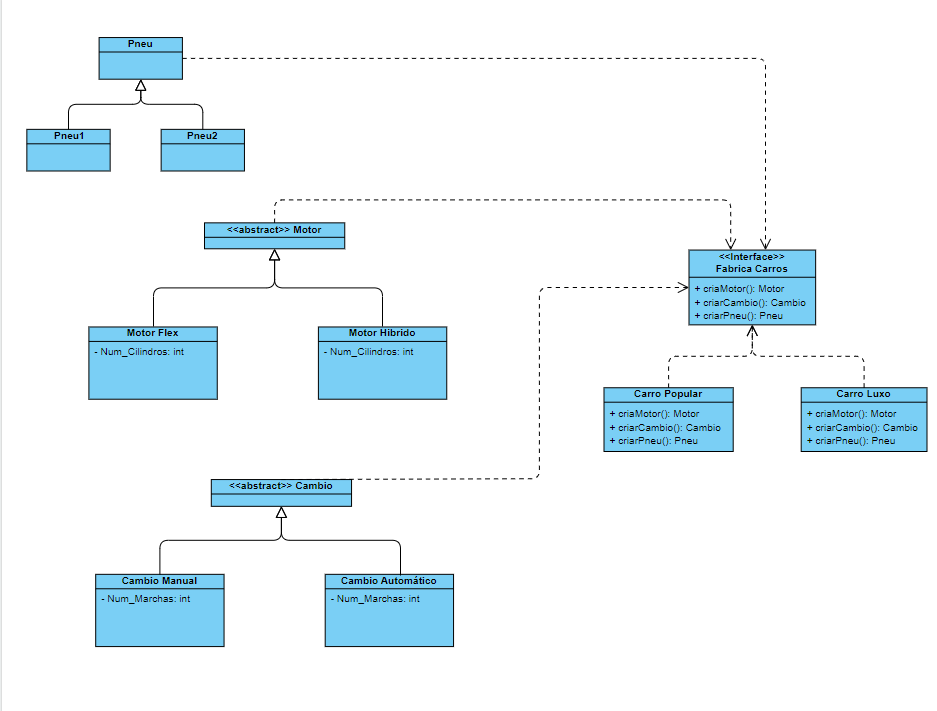 Pneu
Pneu1
Pneu2
<<abstract>> Motor
Motor Flex
- Num_Cilindros: int
Motor Hibrido
- Num_Cilindros: int
<<Interface>>
Fabrica Carros
+ criaMotor(): Motor
+ criarCambio(): Cambio
+ criarPneu(): Pneu
Carro Popular
+ criaMotor(): Motor
+ criarCambio(): Cambio
+ criarPneu(): Pneu
Carro Luxo
+ criaMotor(): Motor
+ criarCambio(): Cambio
+ criarPneu(): Pneu
<<abstract>> Cambio
Cambio Manual
- Num_Marchas: int
Cambio Automático
- Num_Marchas: int